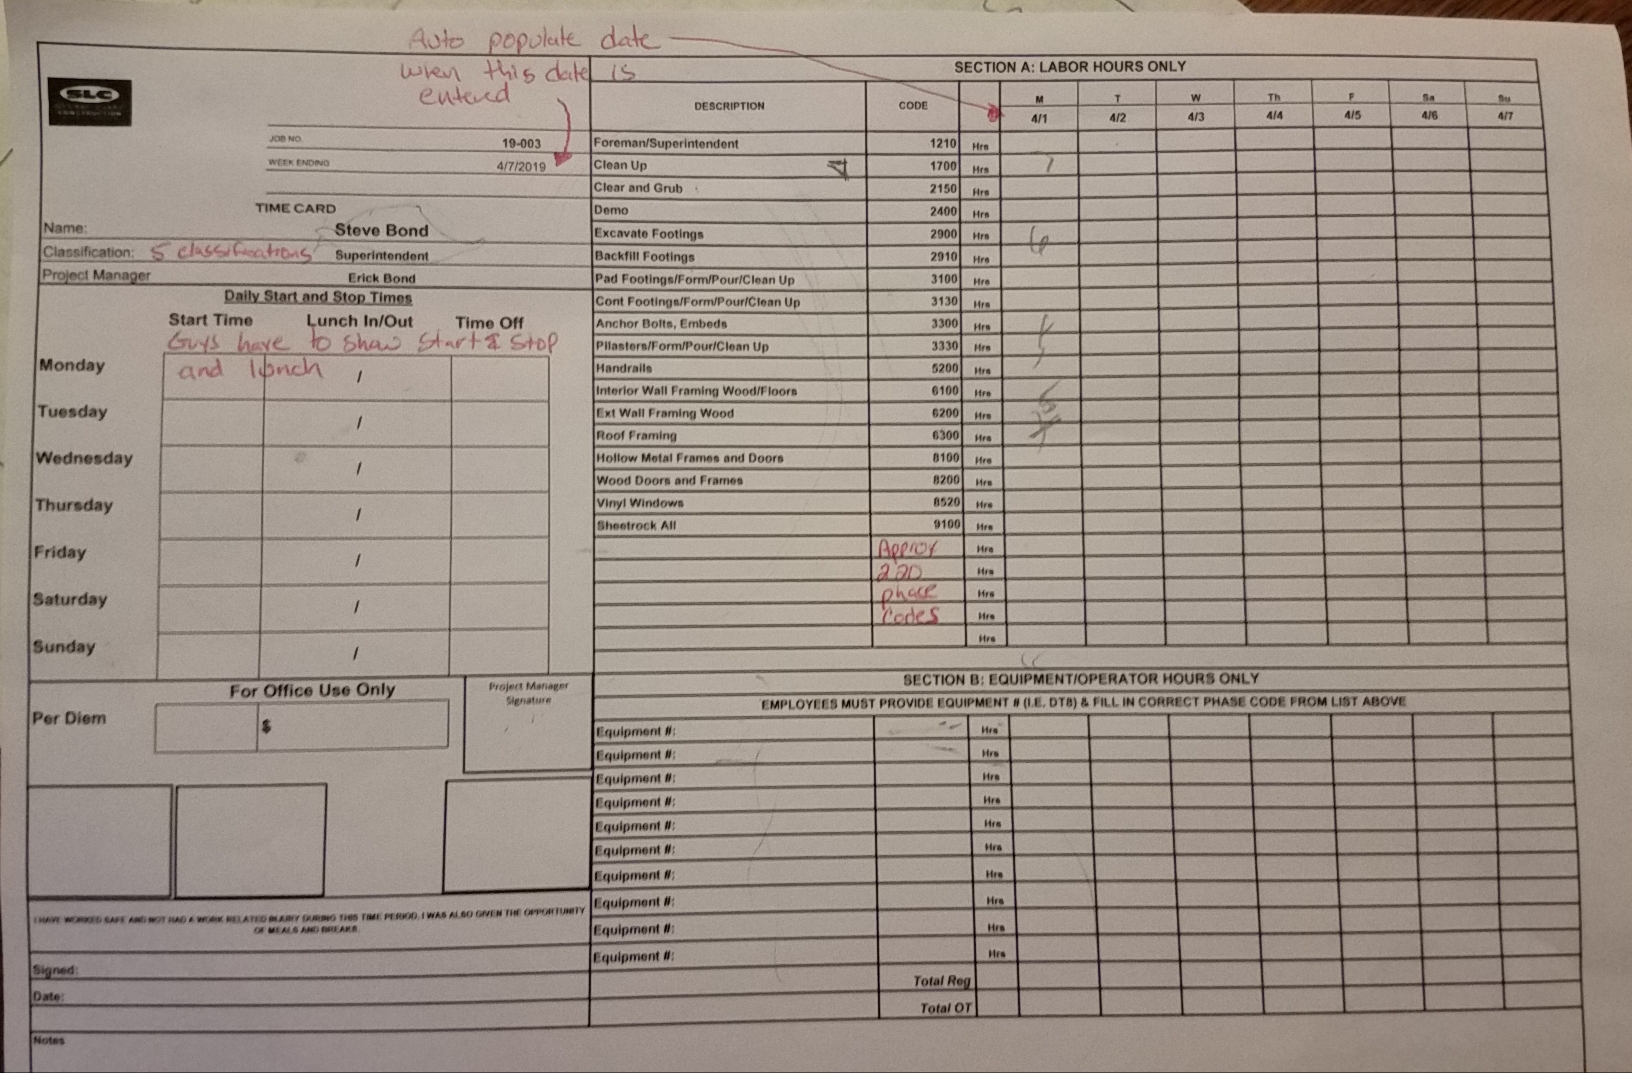 Auto populate date
when this date is
entered
SLC
CONSTRUCTION
JOB NO. 19-003
WEEK ENDING 4/7/2019
TIME CARD
Name: Steve Bond
Classification: 5 classifications Superintendent
Project Manager Erick Bond
Daily Start and Stop Times
Start Time Lunch In/Out Time Off
Guys have to show Start & Stop
and lunch
Monday /
Tuesday /
Wednesday /
Thursday /
Friday /
Saturday /
Sunday /
For Office Use Only
Project Manager
Signature
Per Diem $
I HAVE WORKED SAFE AND NOT HAD A WORK RELATED INJURY DURING THIS TIME PERIOD. I WAS ALSO GIVEN THE OPPORTUNITY
OF MEALS AND BREAKS.
Signed:
Date:
Notes
SECTION A: LABOR HOURS ONLY
DESCRIPTION CODE M T W Th F Sa Su
4/1 4/2 4/3 4/4 4/5 4/6 4/7
Foreman/Superintendent 1210 Hrs
Clean Up 1700 Hrs
Clear and Grub 2150 Hrs
Demo 2400 Hrs
Excavate Footings 2900 Hrs 6
Backfill Footings 2910 Hrs
Pad Footings/Form/Pour/Clean Up 3100 Hrs
Cont Footings/Form/Pour/Clean Up 3130 Hrs
Anchor Bolts, Embeds 3300 Hrs
Pilasters/Form/Pour/Clean Up 3330 Hrs
Handrails 5200 Hrs
Interior Wall Framing Wood/Floors 6100 Hrs
Ext Wall Framing Wood 6200 Hrs
Roof Framing 6300 Hrs
Hollow Metal Frames and Doors 8100 Hrs
Wood Doors and Frames 8200 Hrs
Vinyl Windows 8520 Hrs
Sheetrock All 9100 Hrs
Approx Hrs
220 Hrs
phase Hrs
codes Hrs
Hrs
SECTION B: EQUIPMENT/OPERATOR HOURS ONLY
EMPLOYEES MUST PROVIDE EQUIPMENT # (I.E. DT8) & FILL IN CORRECT PHASE CODE FROM LIST ABOVE
Equipment #: Hrs
Equipment #: Hrs
Equipment #: Hrs
Equipment #: Hrs
Equipment #: Hrs
Equipment #: Hrs
Equipment #: Hrs
Equipment #: Hrs
Equipment #: Hrs
Equipment #: Hrs
Total Reg
Total OT